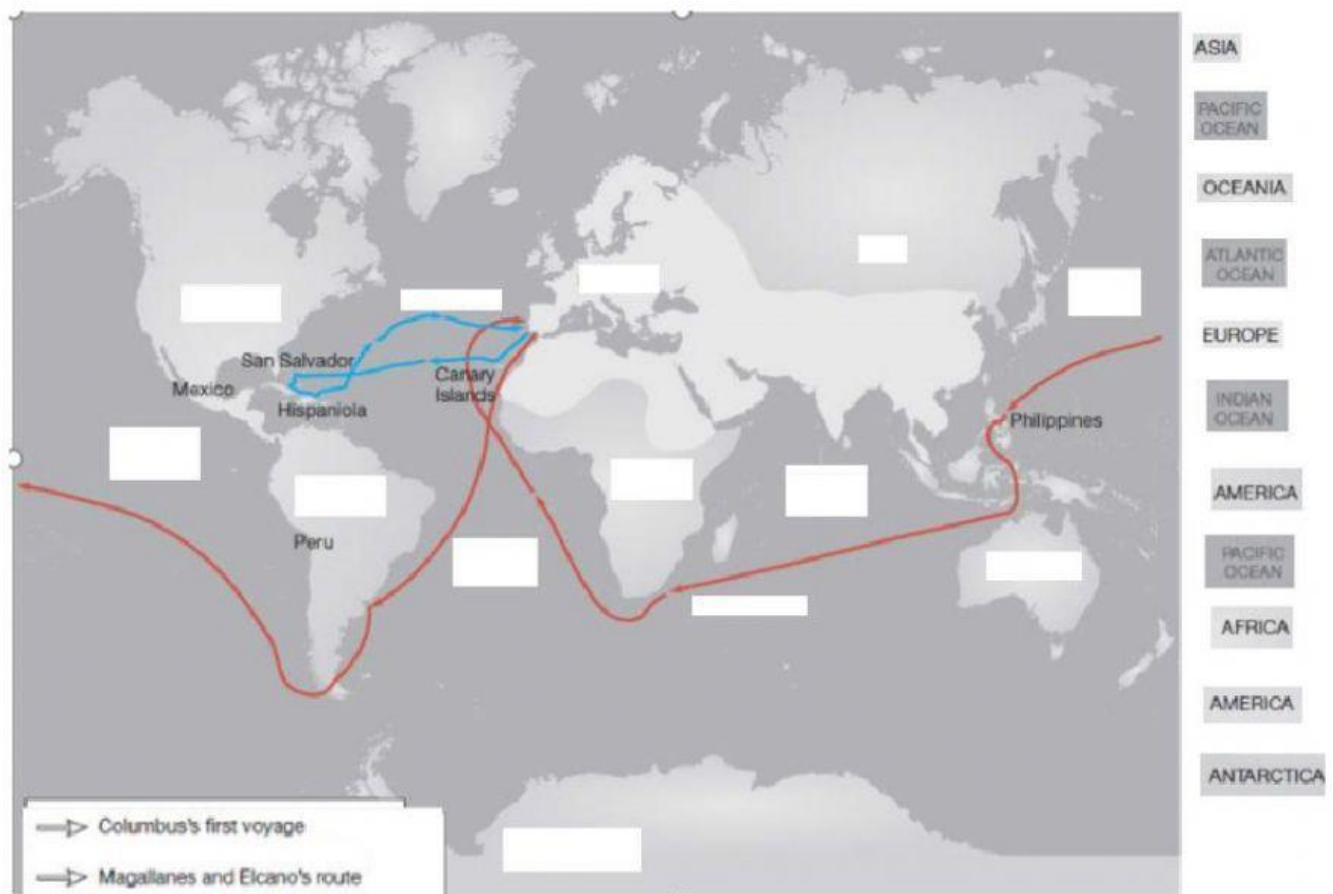 San Salvador
Mexico
Hispaniola
Canary
Islands
Philippines
Peru
Columbus's first voyage
Magallanes and Elcano's route
ASIA
PACIFIC
OCEAN
OCEANIA
ATLANTIC
OCEAN
EUROPE
INDIAN
OCEAN
AMERICA
PACIFIC
OCEAN
AFRICA
AMERICA
ANTARCTICA